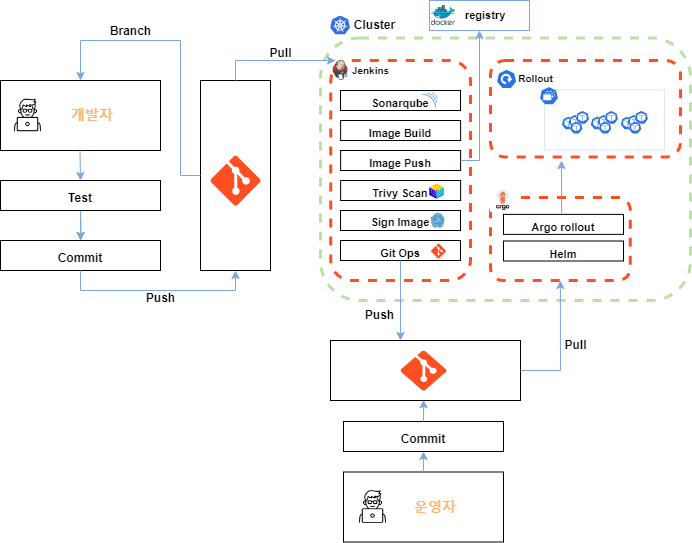 Branch
Cluster
docker
registry
Pull
Jenkins
Rollout
개발자
Sonarqube
Image Build
Image Push
Trivy Scan
Sign Image
Git Ops
argo
Argo rollout
Helm
Test
Commit
Push
Push
Pull
Commit
운영자